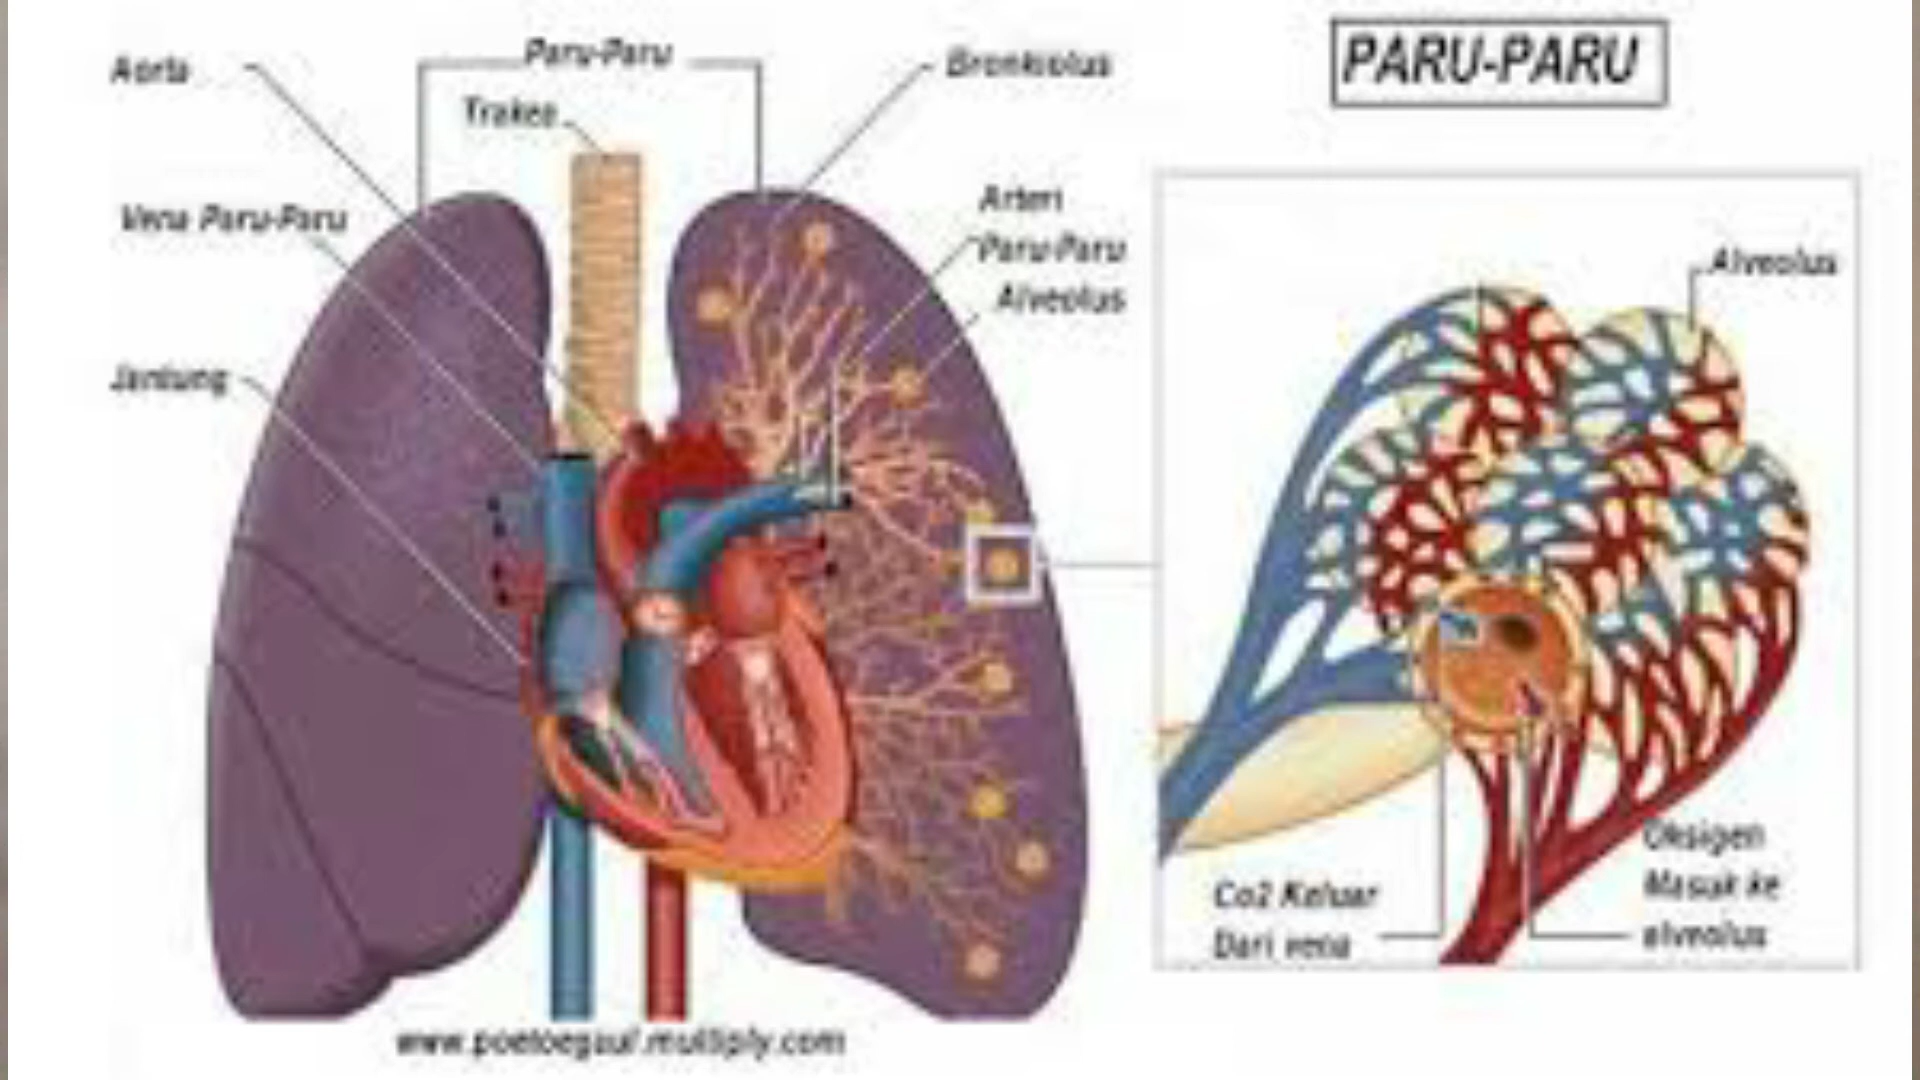 PARU-PARU
Paru-Paru
Aorta
Trakea
Bronkiolus
Vena Paru-Paru
Arteri
Paru-Paru
Alveolus
Jantung
Alveolus
Co2 Keluar
Dari vena
Oksigen
Masuk ke
alveolus
www.poetoegaul.multiply.com